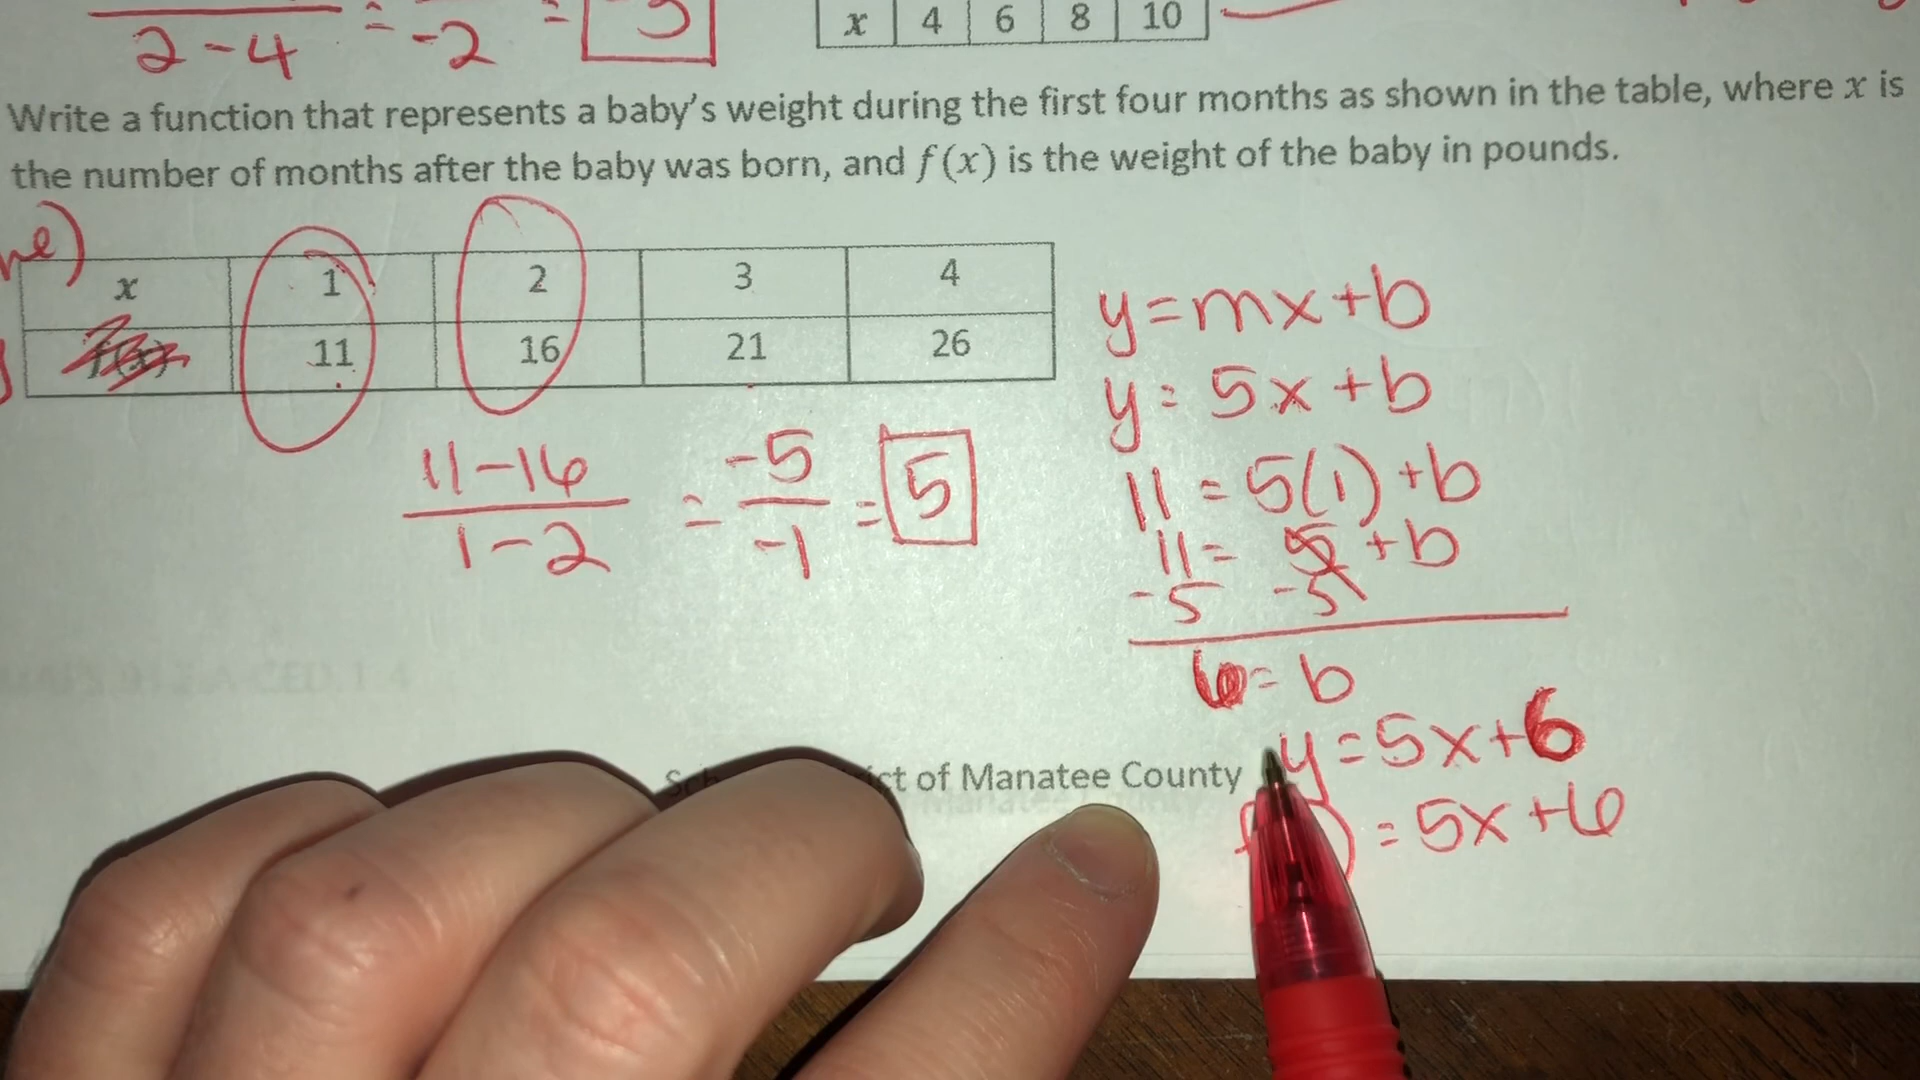 2-4 = -2 =
x 4 6 8 10
Write a function that represents a baby's weight during the first four months as shown in the table, where x is
the number of months after the baby was born, and f(x) is the weight of the baby in pounds.
x 1 2 3 4
f(x) 11 16 21 26
11-16 / 1-2 = -5 / -1 = 5
y=mx+b
y=5x+b
11=5(1)+b
11=5+b
-5 -5
6=b
y=5x+6
= 5x+6
of Manatee County